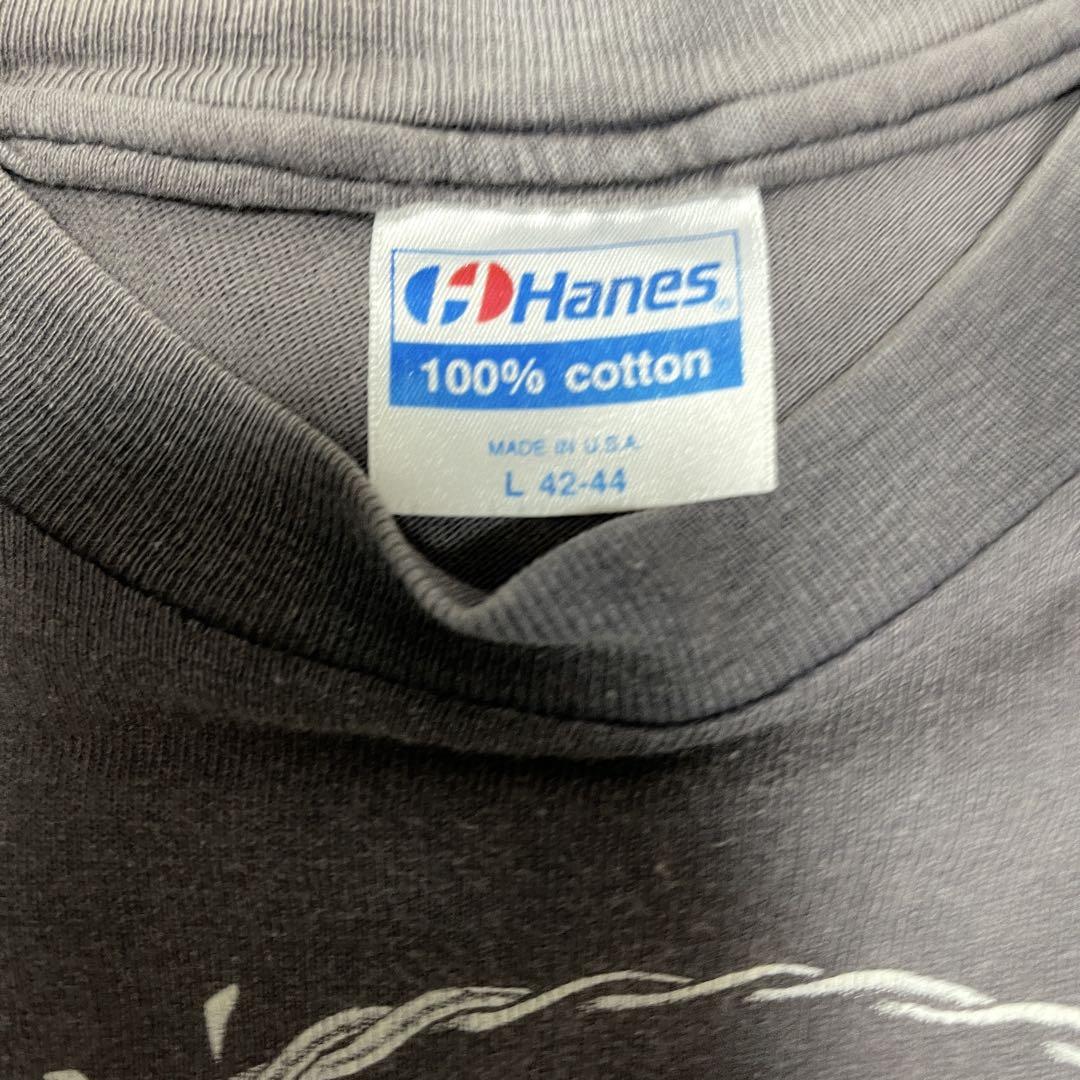 Hanes®
100% cotton
MADE IN U.S.A.
L 42-44